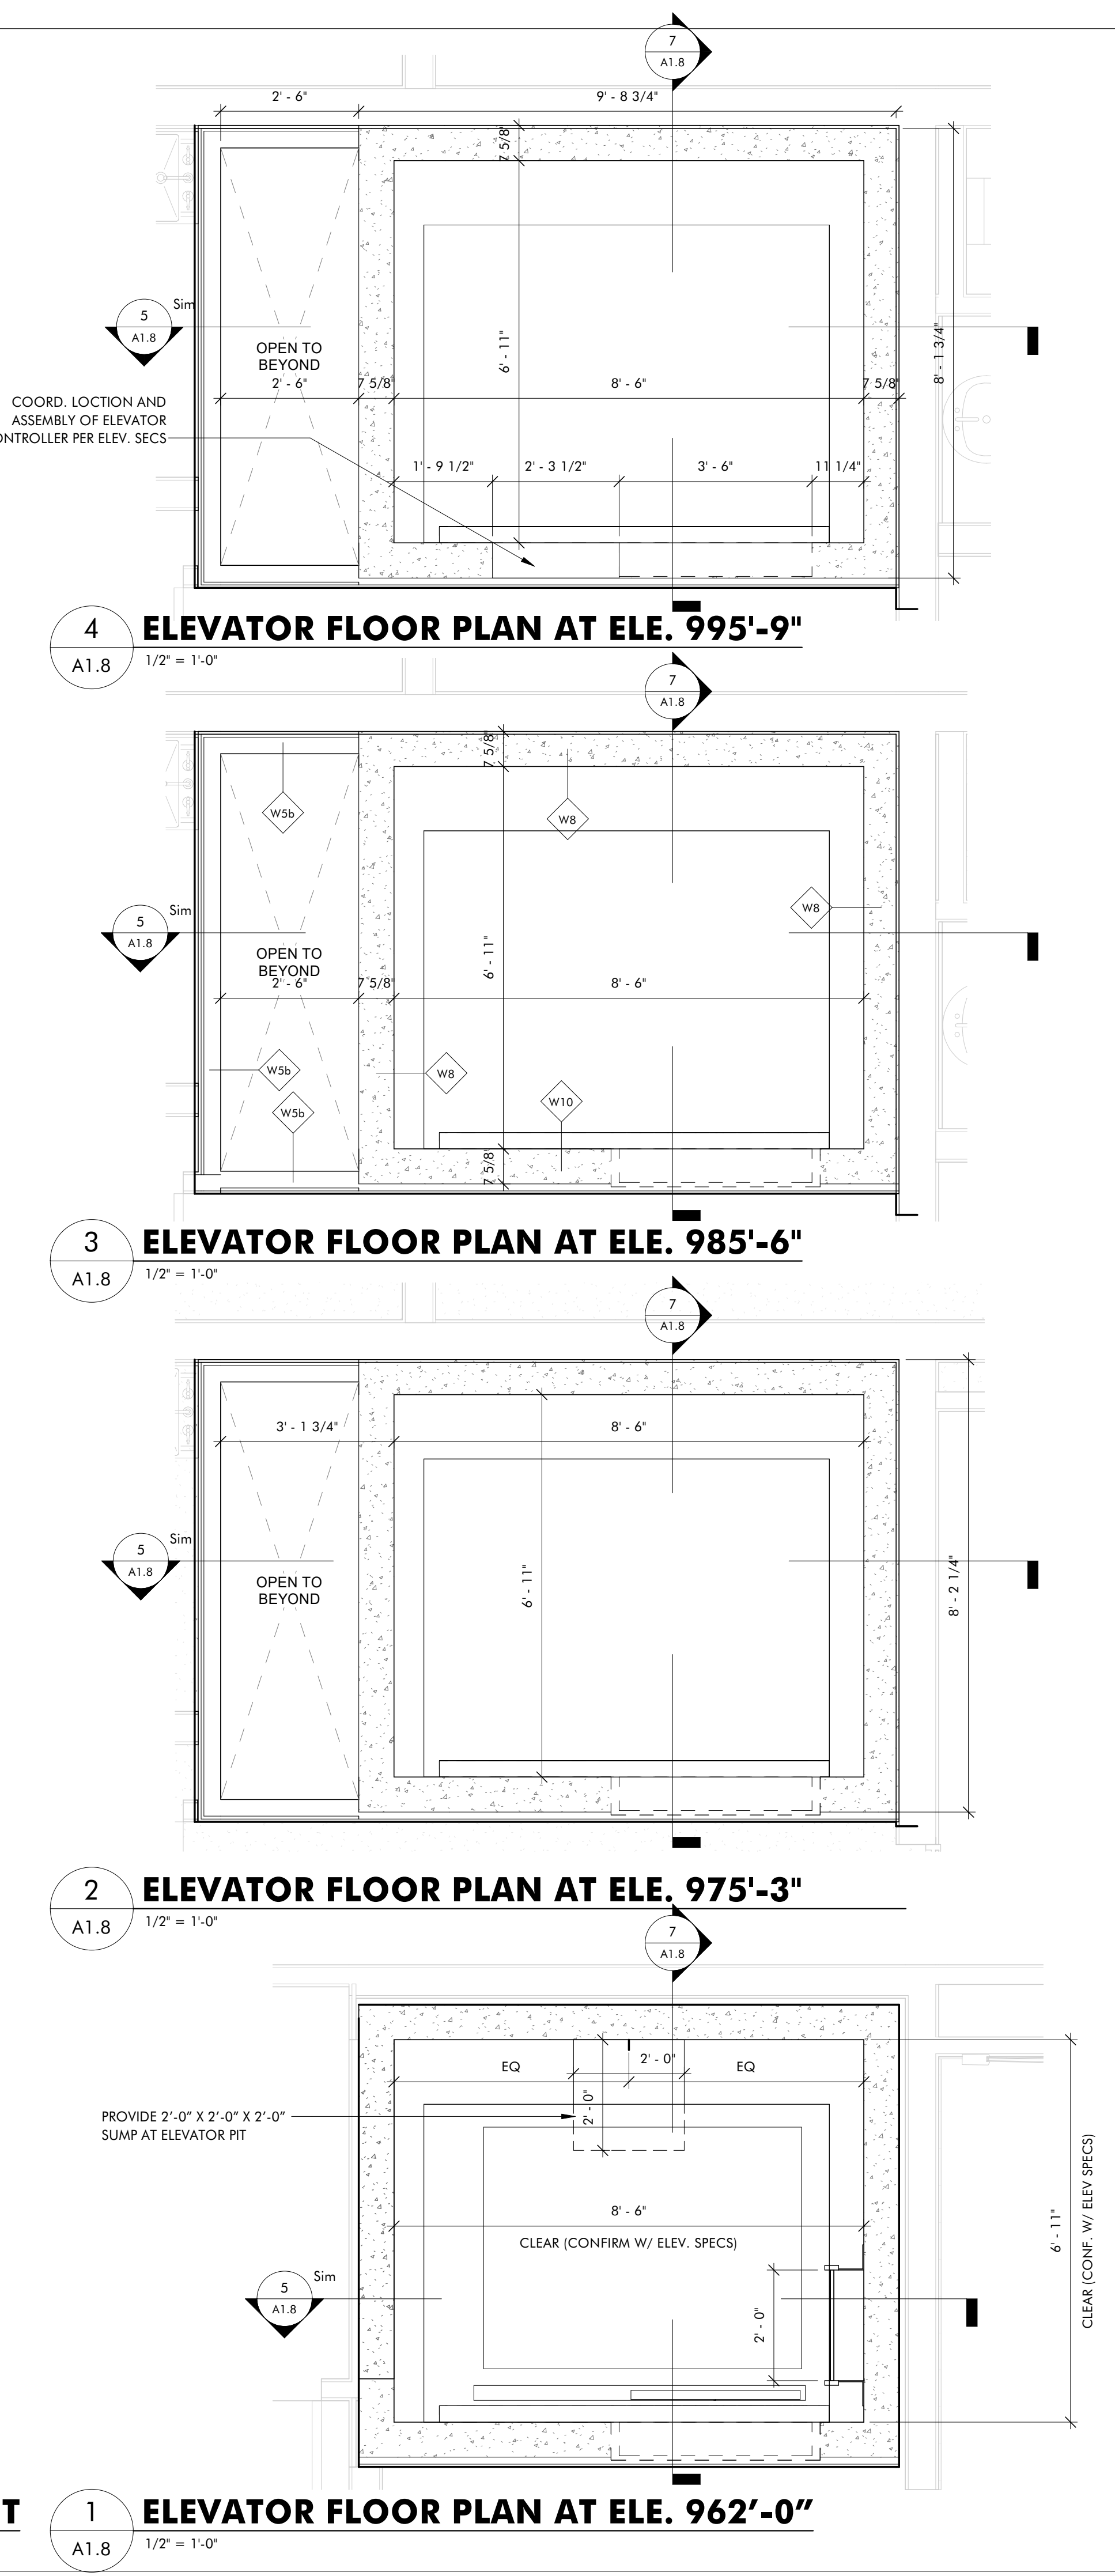 7
A1.8
2' - 6"
9' - 8 3/4"
7 5/8"
Sim
5
A1.8
OPEN TO
BEYOND
6' - 11"
8' - 1 3/4"
2' - 6"
7 5/8"
8' - 6"
7 5/8"
COORD. LOCTION AND
ASSEMBLY OF ELEVATOR
ONTROLLER PER ELEV. SECS
1' - 9 1/2"
2' - 3 1/2"
3' - 6"
11 1/4"
4
A1.8
ELEVATOR FLOOR PLAN AT ELE. 995'-9"
1/2" = 1'-0"
7
A1.8
7 5/8"
W5b
W8
W8
Sim
5
A1.8
OPEN TO
BEYOND
6' - 11"
2' - 6"
7 5/8"
8' - 6"
W5b
W8
W5b
W10
7 5/8"
3
A1.8
ELEVATOR FLOOR PLAN AT ELE. 985'-6"
1/2" = 1'-0"
7
A1.8
3' - 1 3/4"
8' - 6"
Sim
5
A1.8
OPEN TO
BEYOND
6' - 11"
8' - 2 1/4"
2
A1.8
ELEVATOR FLOOR PLAN AT ELE. 975'-3"
1/2" = 1'-0"
7
A1.8
EQ
2' - 0"
EQ
2' - 0"
PROVIDE 2’-0” X 2’-0” X 2’-0”
SUMP AT ELEVATOR PIT
8' - 6"
CLEAR (CONFIRM W/ ELEV. SPECS)
6' - 11"
CLEAR (CONF. W/ ELEV SPECS)
Sim
5
A1.8
2' - 0"
T
1
A1.8
ELEVATOR FLOOR PLAN AT ELE. 962’-0”
1/2" = 1'-0"